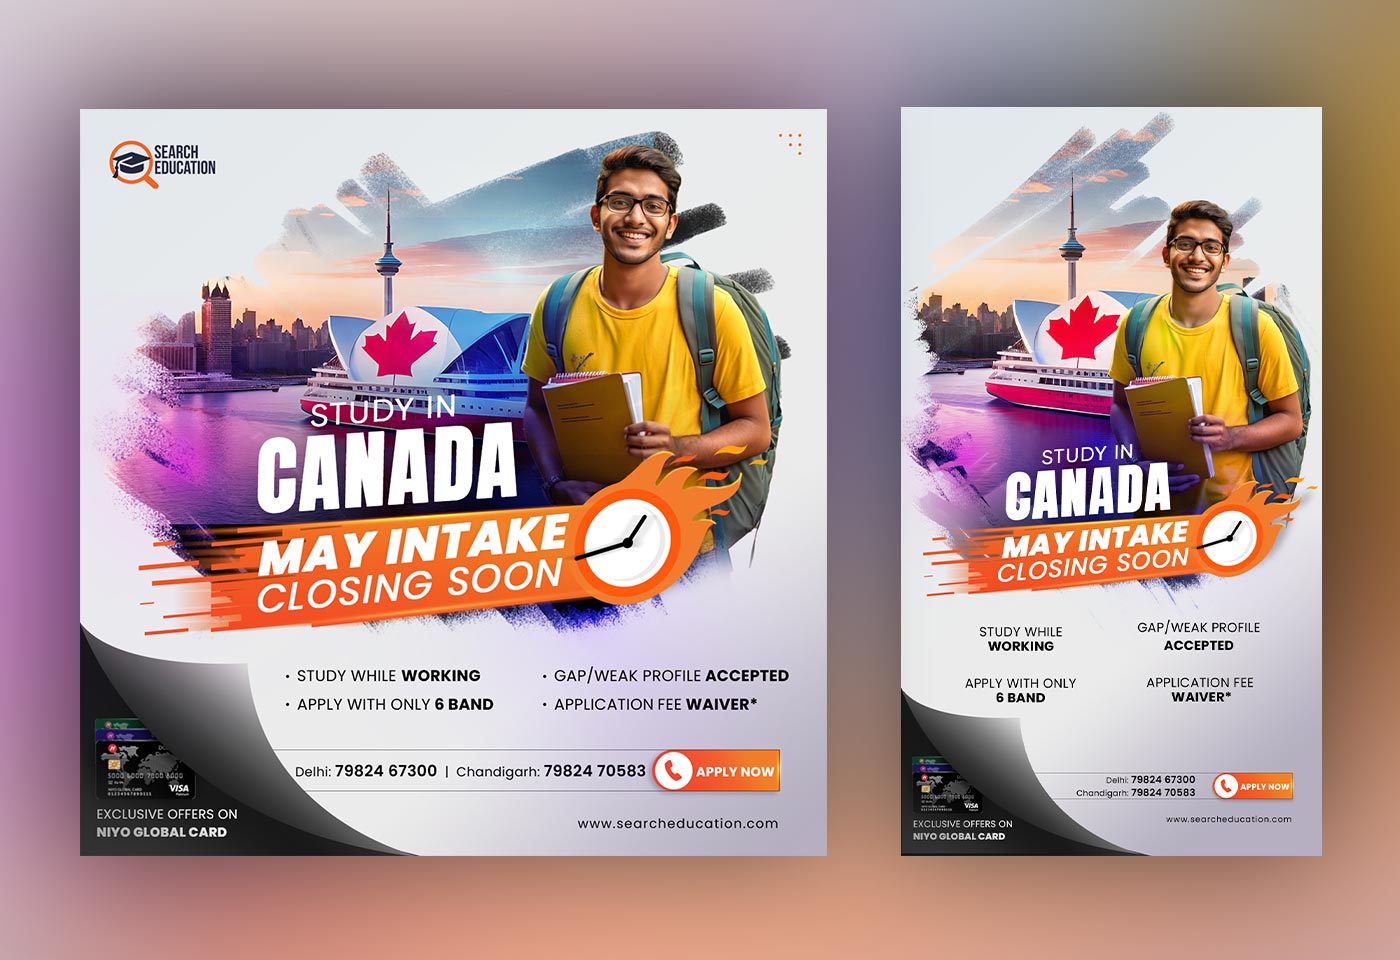 SEARCH
EDUCATION
STUDY IN
CANADA
MAY INTAKE
CLOSING SOON
• STUDY WHILE WORKING
• APPLY WITH ONLY 6 BAND
• GAP/WEAK PROFILE ACCEPTED
• APPLICATION FEE WAIVER*
Delhi: 79824 67300 | Chandigarh: 79824 70583
APPLY NOW
VISA
EXCLUSIVE OFFERS ON
NIYO GLOBAL CARD
www.searcheducation.com
STUDY IN
CANADA
MAY INTAKE
CLOSING SOON
STUDY WHILE
WORKING
GAP/WEAK PROFILE
ACCEPTED
APPLY WITH ONLY
6 BAND
APPLICATION FEE
WAIVER*
Delhi: 79824 67300
Chandigarh: 79824 70583
APPLY NOW
VISA
EXCLUSIVE OFFERS ON
NIYO GLOBAL CARD
www.searcheducation.com